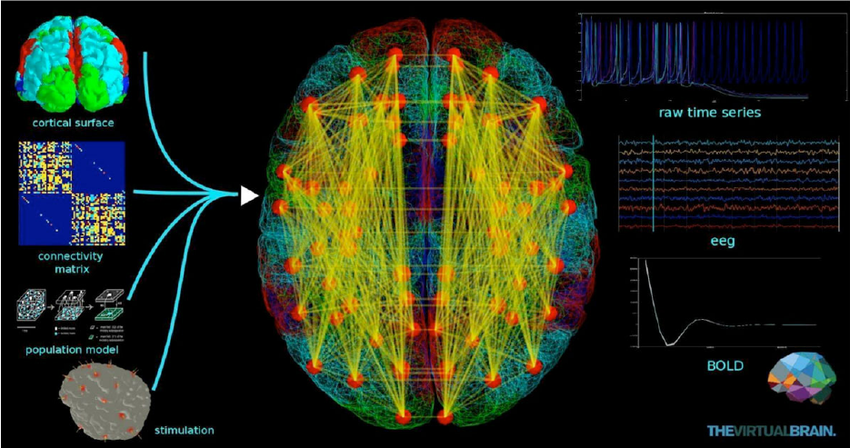 cortical surface
connectivity
matrix
population model
stimulation
raw time series
eeg
BOLD
THEVIRTUALBRAIN.